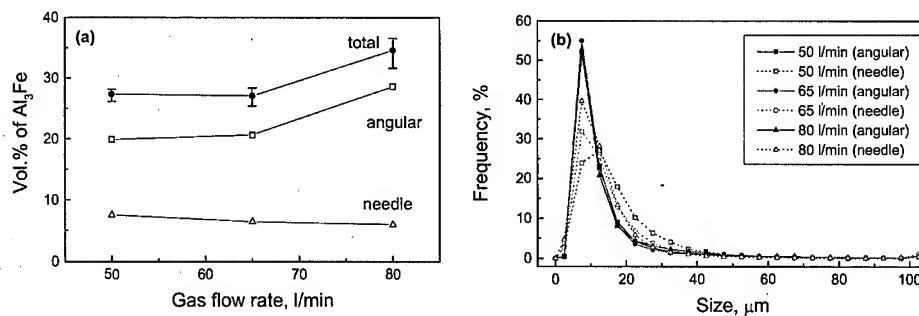 (a)
total
angular
needle
Vol.% of Al₃Fe
40
30
20
10
0
50
60
65
70
75
80
Gas flow rate, l/min
(b)
50 l/min (angular)
50 l/min (needle)
65 l/min (angular)
65 l/min (needle)
80 l/min (angular)
80 l/min (needle)
Frequency, %
60
50
40
30
20
10
0
0
20
40
60
80
100
Size, μm